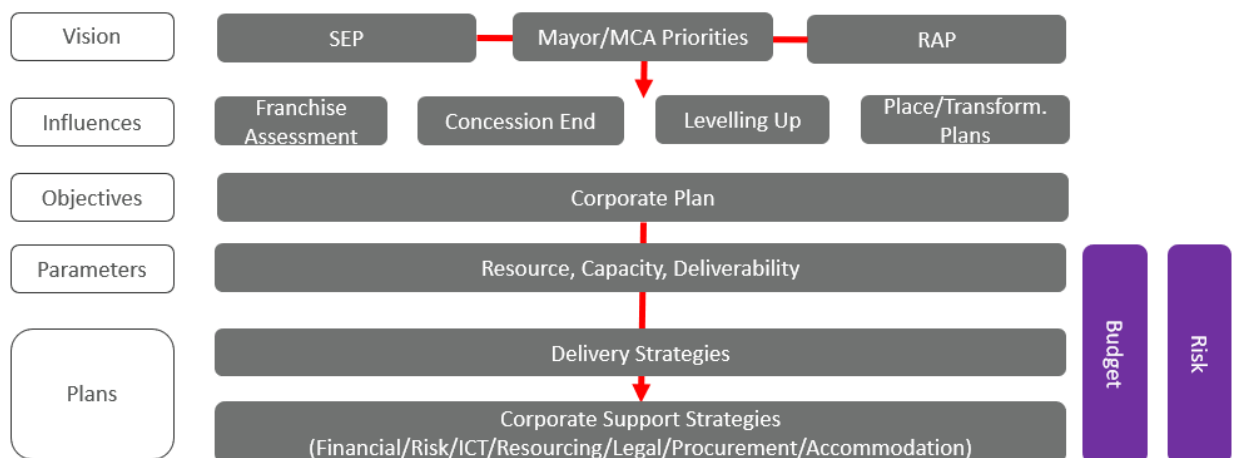 Vision
SEP
Mayor/MCA Priorities
RAP
Influences
Franchise
Assessment
Concession End
Levelling Up
Place/Transform.
Plans
Objectives
Corporate Plan
Parameters
Resource, Capacity, Deliverability
Plans
Delivery Strategies
Corporate Support Strategies
(Financial/Risk/ICT/Resourcing/Legal/Procurement/Accommodation)
Budget
Risk